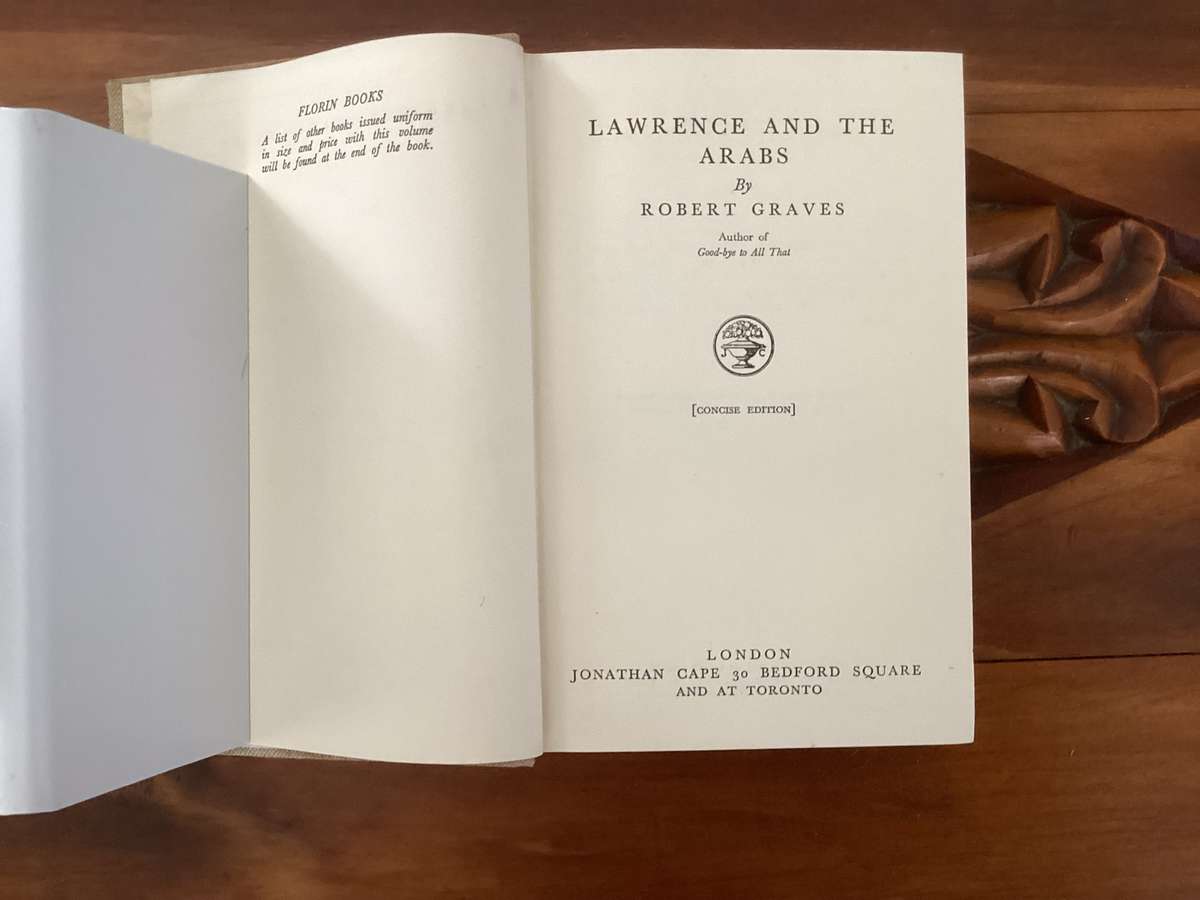 FLORIN BOOKS
A list of other books issued uniform
in size and price with this volume
will be found at the end of the book.
LAWRENCE AND THE
ARABS
By
ROBERT GRAVES
Author of
Good-bye to All That
J C
[CONCISE EDITION]
LONDON
JONATHAN CAPE 30 BEDFORD SQUARE
AND AT TORONTO